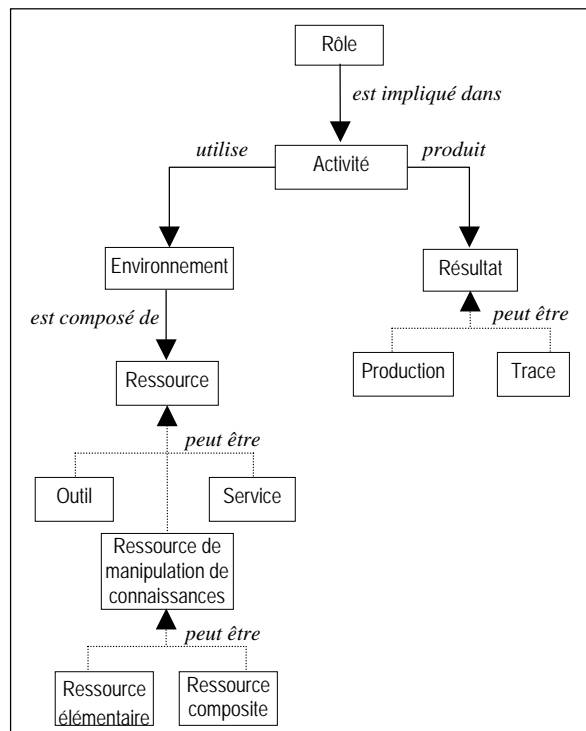 Rôle
est impliqué dans
utilise
produit
Activité
Environnement
Résultat
est composé de
peut être
Ressource
Production
Trace
peut être
Outil
Service
Ressource de
manipulation de
connaissances
peut être
Ressource
élémentaire
Ressource
composite